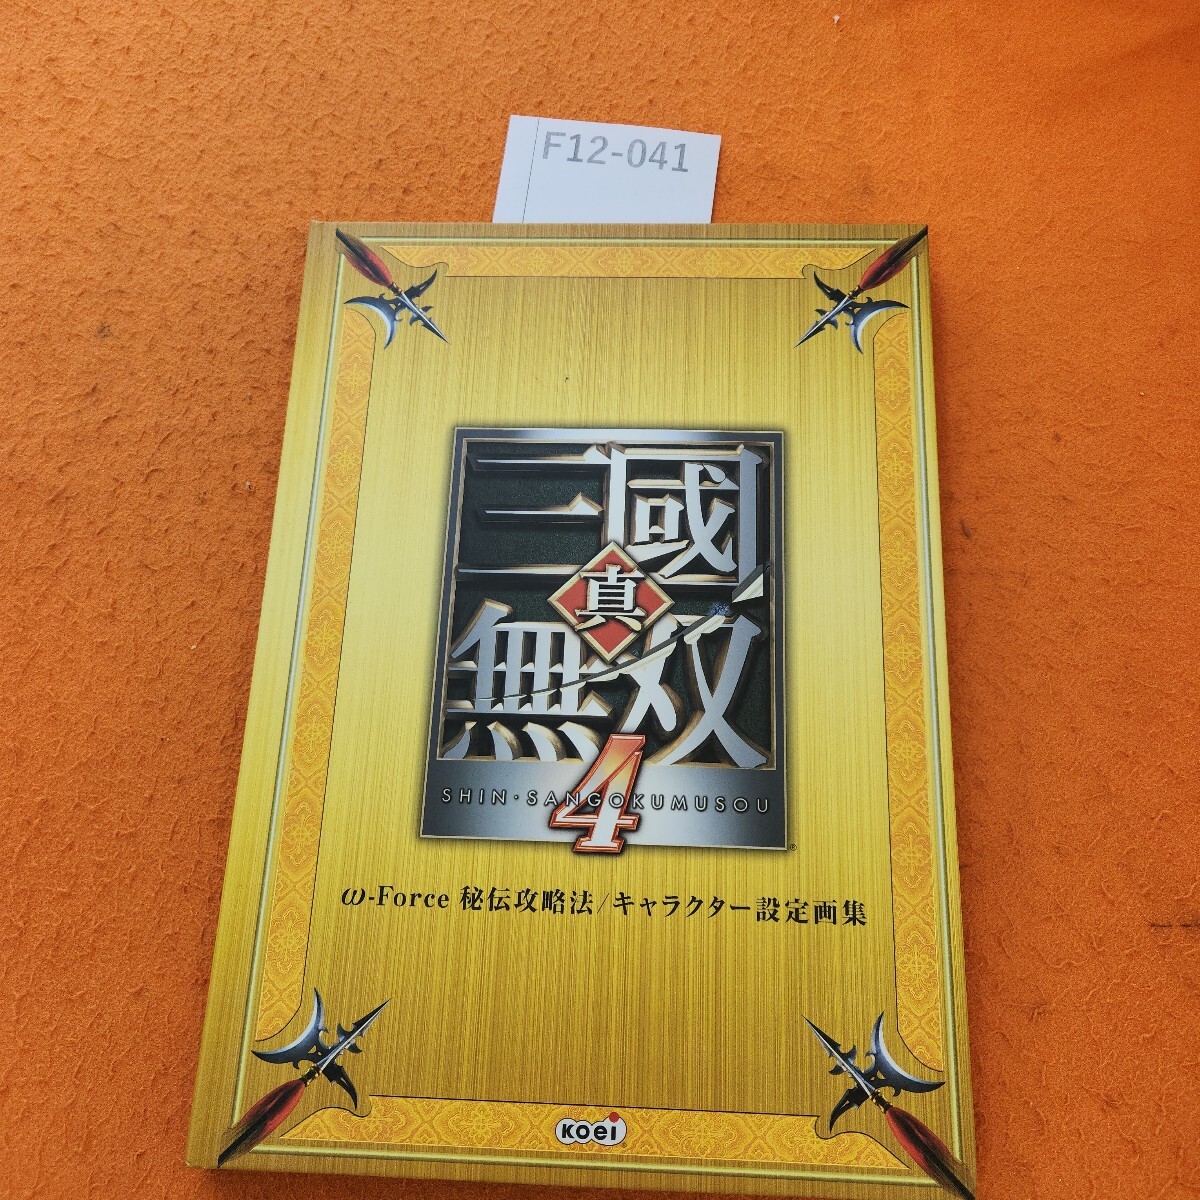 F12-041
三國
真
無双
4
SHIN・SANGOKUMUSOU
ω-Force 秘伝攻略法/キャラクター設定画集
KOEI